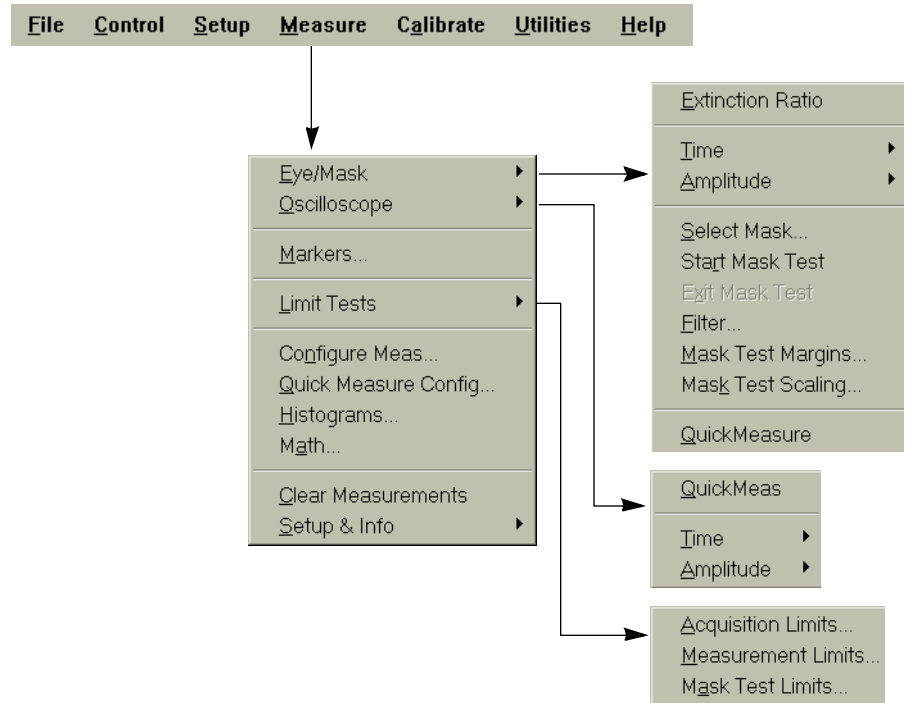 File Control Setup Measure Calibrate Utilities Help
Eye/Mask
Oscilloscope
Markers...
Limit Tests
Configure Meas...
Quick Measure Config...
Histograms...
Math...
Clear Measurements
Setup & Info
Extinction Ratio
Time
Amplitude
Select Mask...
Start Mask Test
Exit Mask Test
Filter...
Mask Test Margins...
Mask Test Scaling...
QuickMeasure
QuickMeas
Time
Amplitude
Acquisition Limits...
Measurement Limits...
Mask Test Limits...